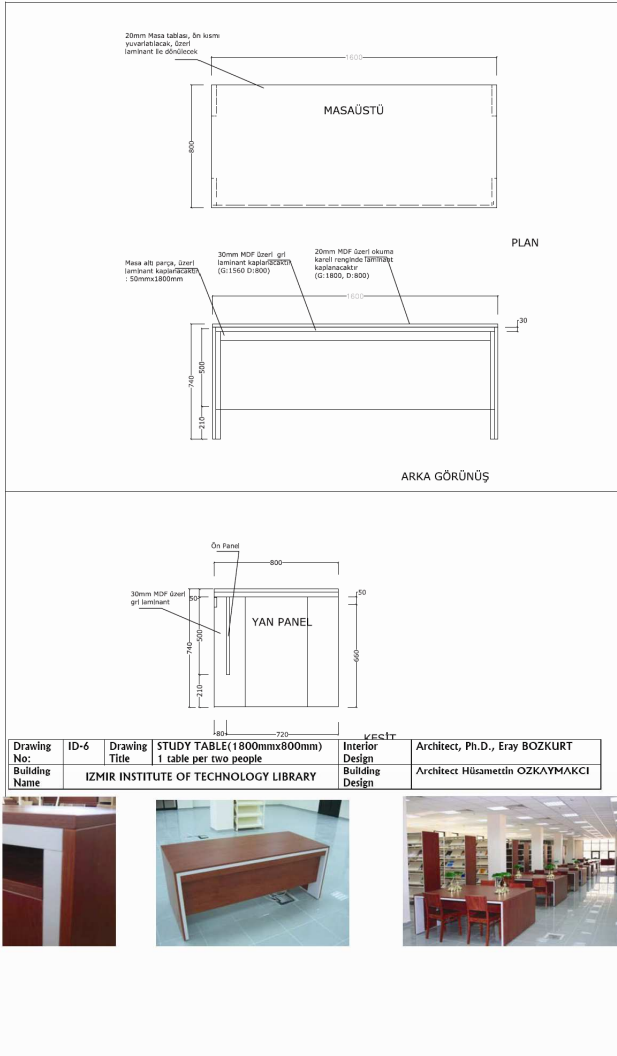 20mm Masa tablası, ön kısmı
yuvarlatılacak, üzeri
laminant ile dönülecek
1800
MASAÜSTÜ
800
PLAN
Masa altı parça, üzeri
laminant kaplanacaktır
: 50mmx1800mm
30mm MDF üzeri gri
laminant kaplanacaktır
(G:1560 D:800)
20mm MDF üzeri okuma
kareli renginde laminant
kaplanacaktır
(G:1800, D:800)
1600
30
740
500
210
ARKA GÖRÜNÜŞ
Ön Panel
800
30mm MDF üzeri
gri laminant
50
50
YAN PANEL
740
500
660
210
80
720
KESİT
Drawing No:
ID-6
Drawing Title
STUDY TABLE(1800mmx800mm)
1 table per two people
Interior Design
Architect, Ph.D., Eray BOZKURT
Building Name
IZMIR INSTITUTE OF TECHNOLOGY LIBRARY
Building Design
Architect Hüsamettin OZKAYMAKCI